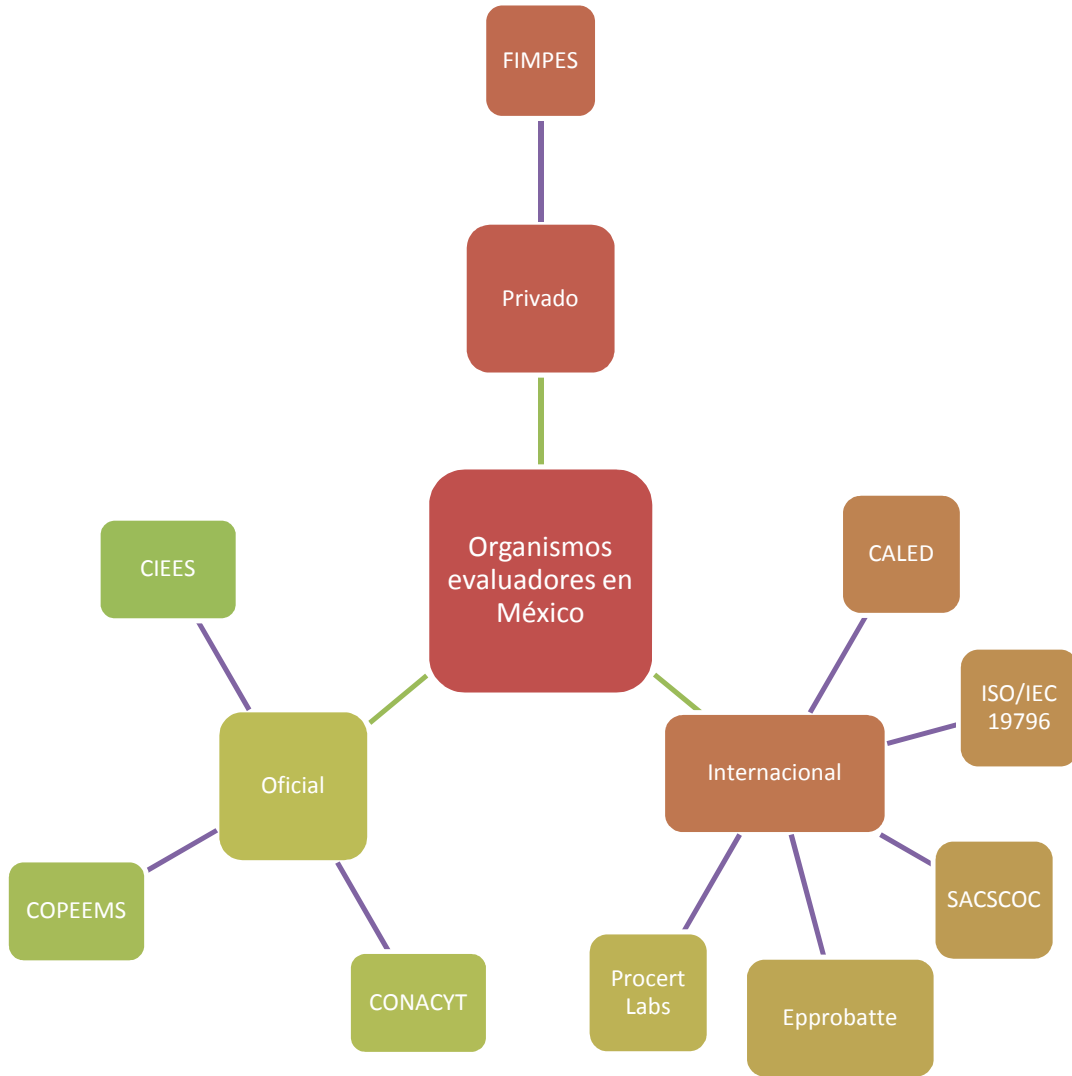 FIMPES
Privado
Organismos
evaluadores en
México
CALED
CIEES
ISO/IEC
19796
Internacional
Oficial
SACSCOC
COPEEMS
Procert
Labs
Epprobatte
CONACYT